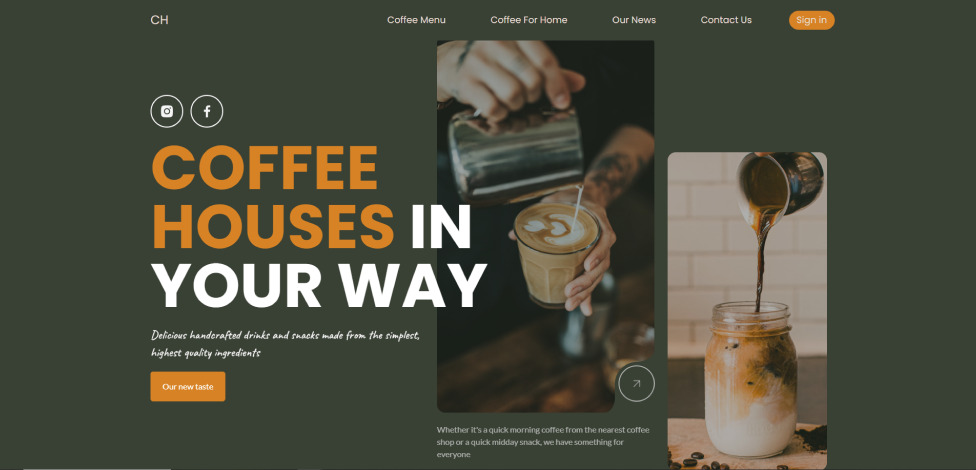 CH
Coffee Menu
Coffee For Home
Our News
Contact Us
Sign in
COFFEE
HOUSES IN
YOUR WAY
Delicious handcrafted drinks and snacks made from the simplest,
highest quality ingredients
Our new taste
Whether it's a quick morning coffee from the nearest coffee
shop or a quick midday snack, we have something for
everyone